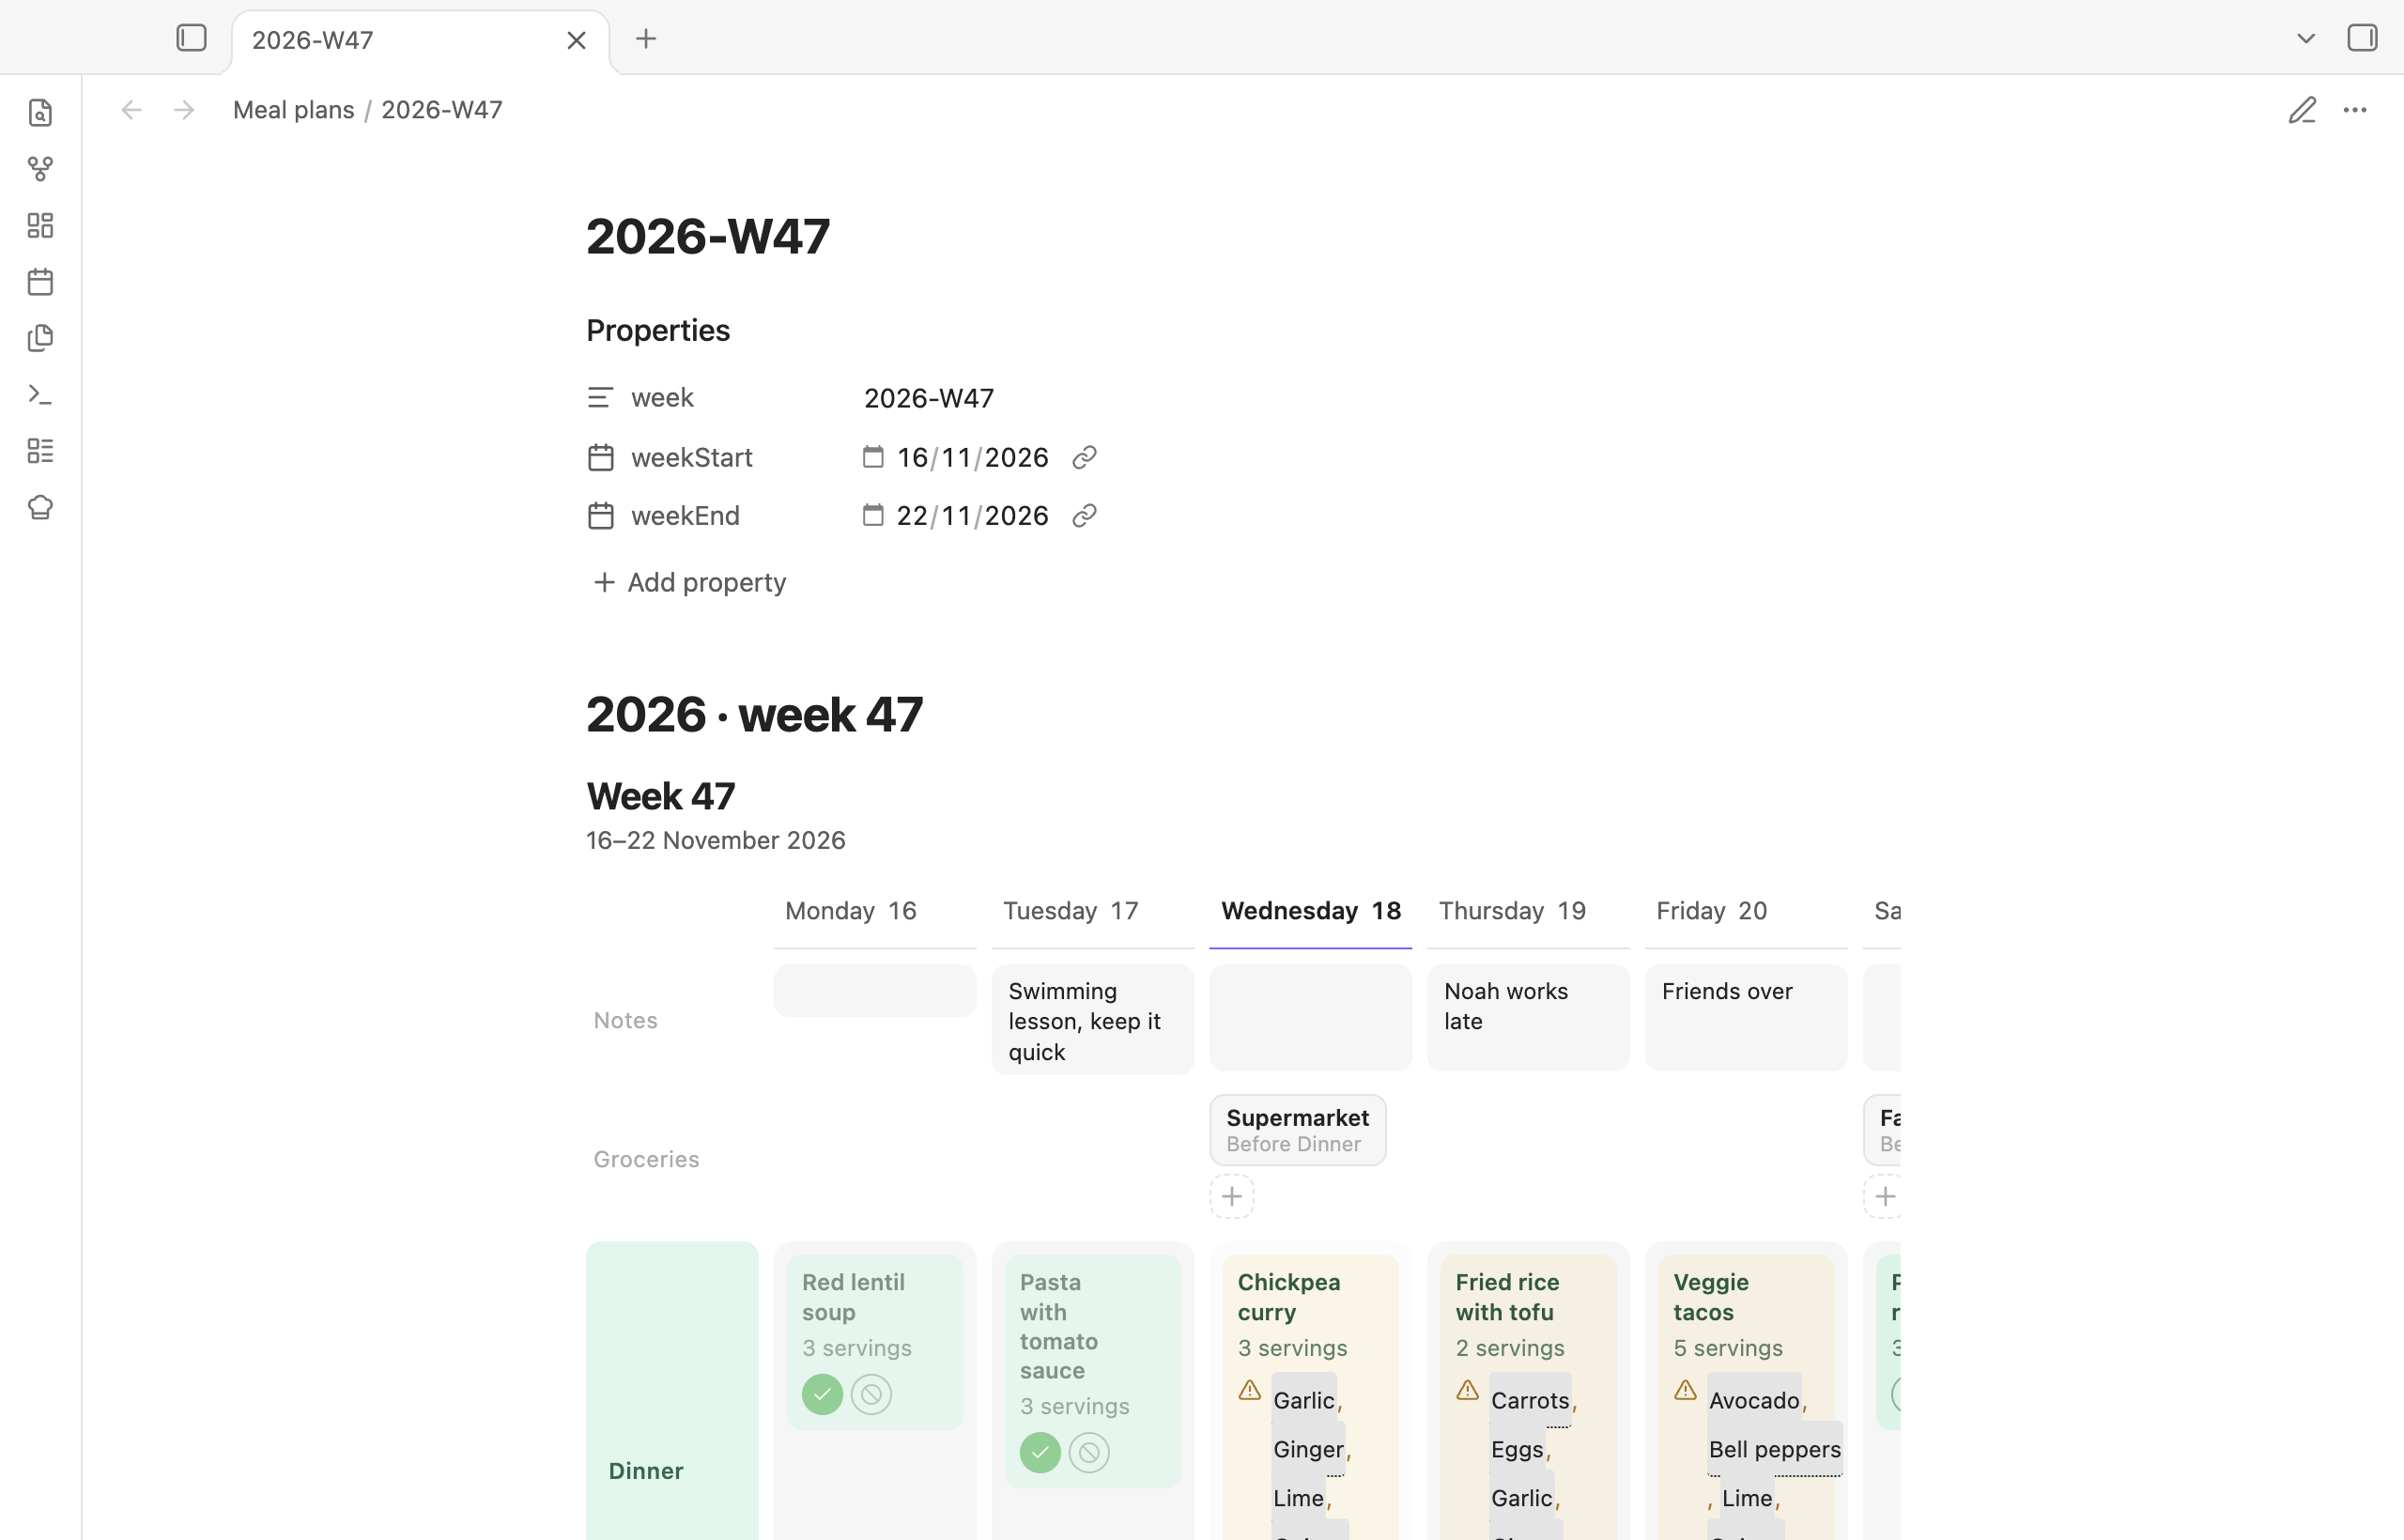 2026-W47
Meal plans / 2026-W47
2026-W47
Properties
week 2026-W47
weekStart 16/11/2026
weekEnd 22/11/2026
Add property
2026 · week 47
Week 47
16–22 November 2026
Monday 16 Tuesday 17 Wednesday 18 Thursday 19 Friday 20 Sa
Notes
Swimming
lesson, keep it
quick
Noah works
late
Friends over
Groceries
Supermarket
Before Dinner
Fa
Be
Dinner
Red lentil
soup
3 servings
Pasta
with
tomato
sauce
3 servings
Chickpea
curry
3 servings
Garlic,
Ginger,
Lime,
Fried rice
with tofu
2 servings
Carrots,
Eggs,
Garlic,
Veggie
tacos
5 servings
Avocado,
Bell peppers
, Lime,